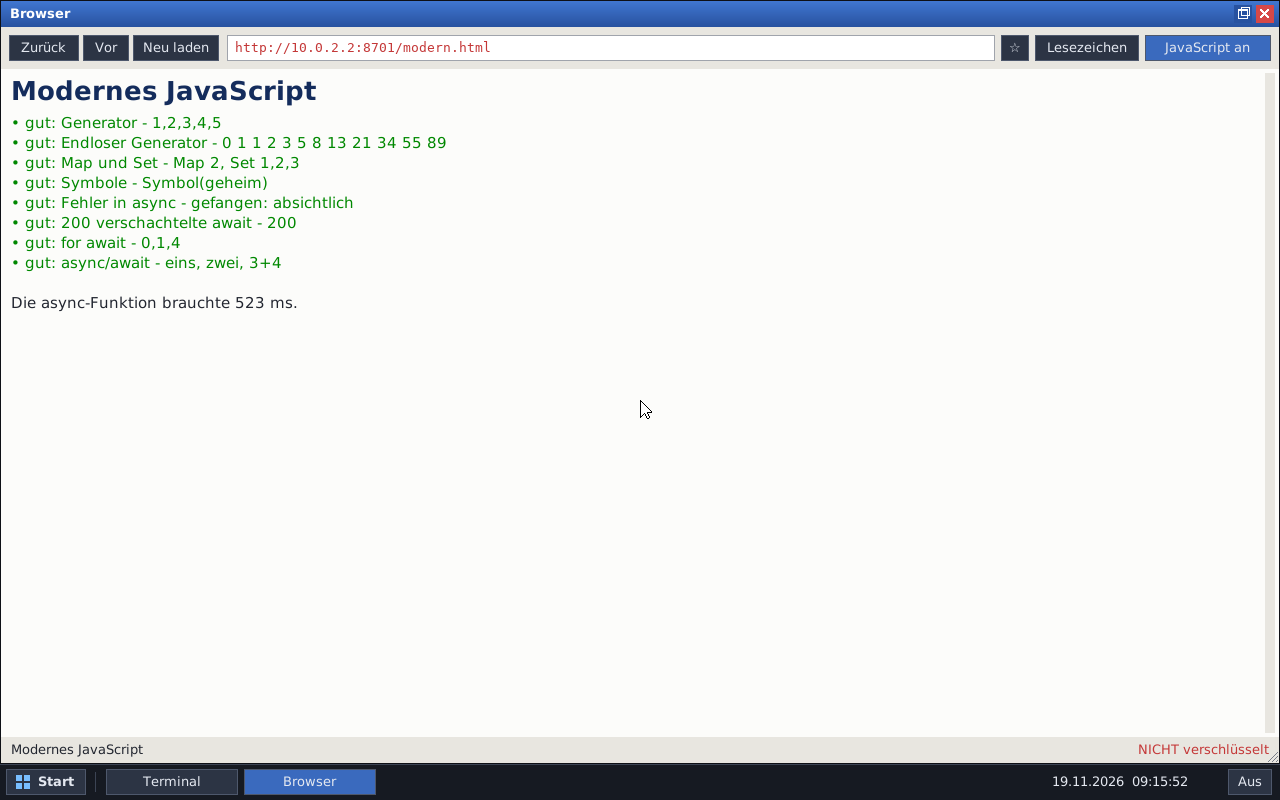 Browser
Zurück Vor Neu laden http://10.0.2.2:8701/modern.html ☆ Lesezeichen JavaScript an
Modernes JavaScript
• gut: Generator - 1,2,3,4,5
• gut: Endloser Generator - 0 1 1 2 3 5 8 13 21 34 55 89
• gut: Map und Set - Map 2, Set 1,2,3
• gut: Symbole - Symbol(geheim)
• gut: Fehler in async - gefangen: absichtlich
• gut: 200 verschachtelte await - 200
• gut: for await - 0,1,4
• gut: async/await - eins, zwei, 3+4
Die async-Funktion brauchte 523 ms.
Modernes JavaScript NICHT verschlüsselt
Start Terminal Browser 19.11.2026 09:15:52 Aus